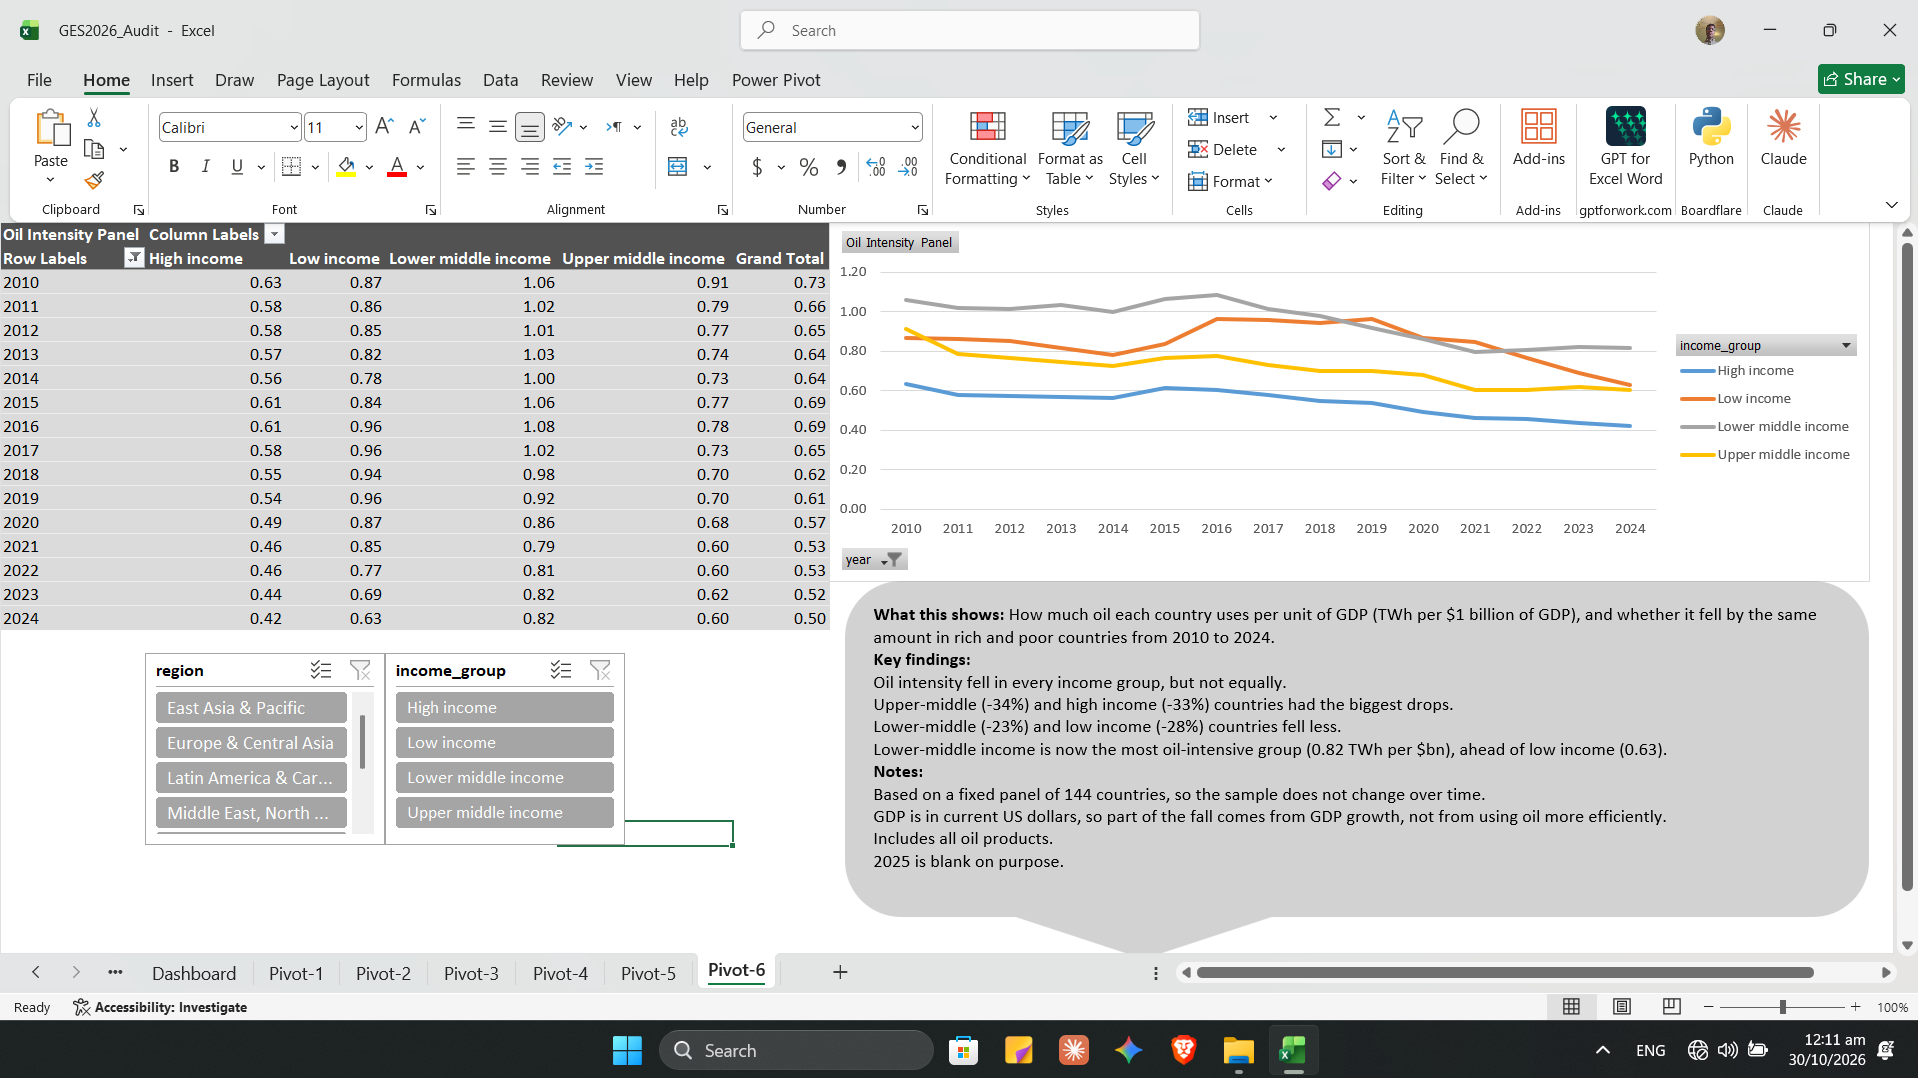 GES2026_Audit - Excel
Search
File Home Insert Draw Page Layout Formulas Data Review View Help Power Pivot
Share
Paste
Clipboard
Calibri 11
B I U
Font
Alignment
General
$ % 9
Number
Conditional Formatting
Format as Table
Cell Styles
Styles
Insert
Delete
Format
Cells
Sort & Filter
Find & Select
Editing
Add-ins
Add-ins
GPT for Excel Word
gptforwork.com
Python
Boardflare
Claude
Claude
Oil Intensity Panel Column Labels
Row Labels High income Low income Lower middle income Upper middle income Grand Total
2010 0.63 0.87 1.06 0.91 0.73
2011 0.58 0.86 1.02 0.79 0.66
2012 0.58 0.85 1.01 0.77 0.65
2013 0.57 0.82 1.03 0.74 0.64
2014 0.56 0.78 1.00 0.73 0.64
2015 0.61 0.84 1.06 0.77 0.69
2016 0.61 0.96 1.08 0.78 0.69
2017 0.58 0.96 1.02 0.73 0.65
2018 0.55 0.94 0.98 0.70 0.62
2019 0.54 0.96 0.92 0.70 0.61
2020 0.49 0.87 0.86 0.68 0.57
2021 0.46 0.85 0.79 0.60 0.53
2022 0.46 0.77 0.81 0.60 0.53
2023 0.44 0.69 0.82 0.62 0.52
2024 0.42 0.63 0.82 0.60 0.50
region
East Asia & Pacific
Europe & Central Asia
Latin America & Car...
Middle East, North ...
income_group
High income
Low income
Lower middle income
Upper middle income
Oil Intensity Panel
1.20
1.00
0.80
0.60
0.40
0.20
0.00
2010 2011 2012 2013 2014 2015 2016 2017 2018 2019 2020 2021 2022 2023 2024
year
income_group
High income
Low income
Lower middle income
Upper middle income
What this shows: How much oil each country uses per unit of GDP (TWh per $1 billion of GDP), and whether it fell by the same
amount in rich and poor countries from 2010 to 2024.
Key findings:
Oil intensity fell in every income group, but not equally.
Upper-middle (-34%) and high income (-33%) countries had the biggest drops.
Lower-middle (-23%) and low income (-28%) countries fell less.
Lower-middle income is now the most oil-intensive group (0.82 TWh per $bn), ahead of low income (0.63).
Notes:
Based on a fixed panel of 144 countries, so the sample does not change over time.
GDP is in current US dollars, so part of the fall comes from GDP growth, not from using oil more efficiently.
Includes all oil products.
2025 is blank on purpose.
Dashboard Pivot-1 Pivot-2 Pivot-3 Pivot-4 Pivot-5 Pivot-6
Ready Accessibility: Investigate
100%
Search
ENG
12:11 am
30/10/2026